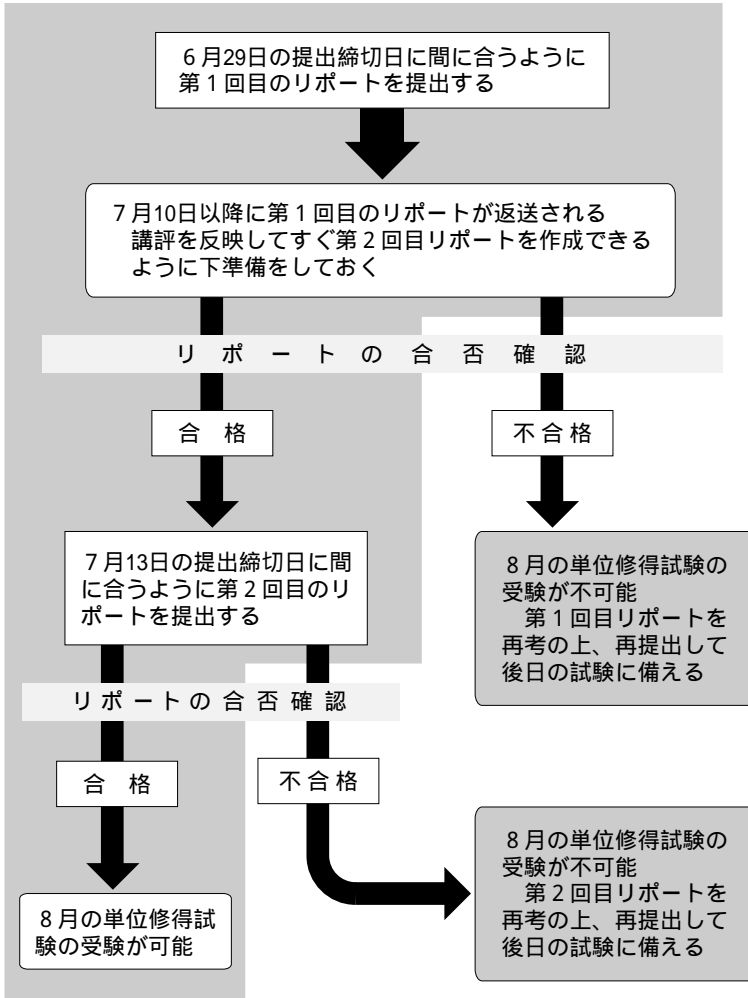 ６月29日の提出締切日に間に合うように
第１回目のリポートを提出する
７月10日以降に第１回目のリポートが返送される
講評を反映してすぐ第２回目リポートを作成できる
ように下準備をしておく
リポートの合否確認
合格
不合格
７月13日の提出締切日に間
に合うように第２回目のリ
ポートを提出する
８月の単位修得試験の
受験が不可能
第１回目リポートを
再考の上、再提出して
後日の試験に備える
リポートの合否確認
合格
不合格
８月の単位修得試
験の受験が可能
８月の単位修得試験の
受験が不可能
第２回目リポートを
再考の上、再提出して
後日の試験に備える